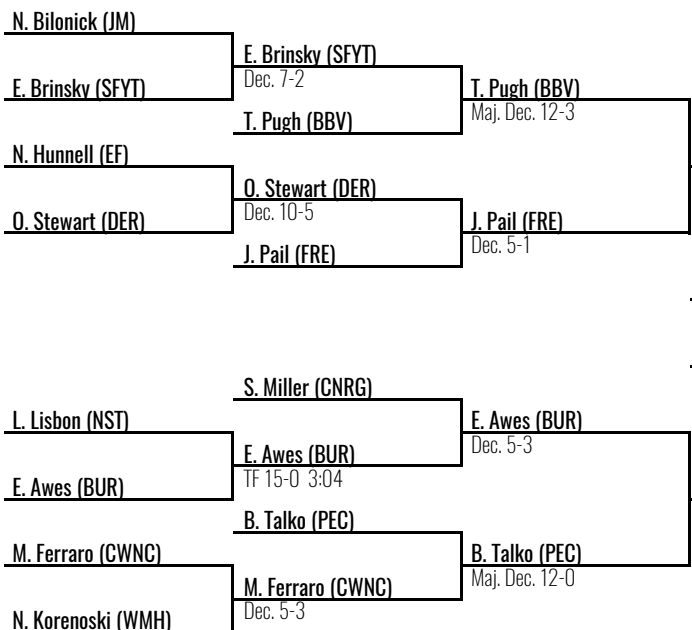 N. Bilonick (JM)
E. Brinsky (SFYT)
N. Hunnell (EF)
O. Stewart (DER)
L. Lisbon (NST)
E. Awes (BUR)
M. Ferraro (CWNC)
N. Korenoski (WMH)
E. Brinsky (SFYT)
Dec. 7-2
T. Pugh (BBV)
O. Stewart (DER)
Dec. 10-5
J. Pail (FRE)
S. Miller (CNRG)
E. Awes (BUR)
TF 15-0 3:04
B. Talko (PEC)
M. Ferraro (CWNC)
Dec. 5-3
T. Pugh (BBV)
Maj. Dec. 12-3
J. Pail (FRE)
Dec. 5-1
E. Awes (BUR)
Dec. 5-3
B. Talko (PEC)
Maj. Dec. 12-0